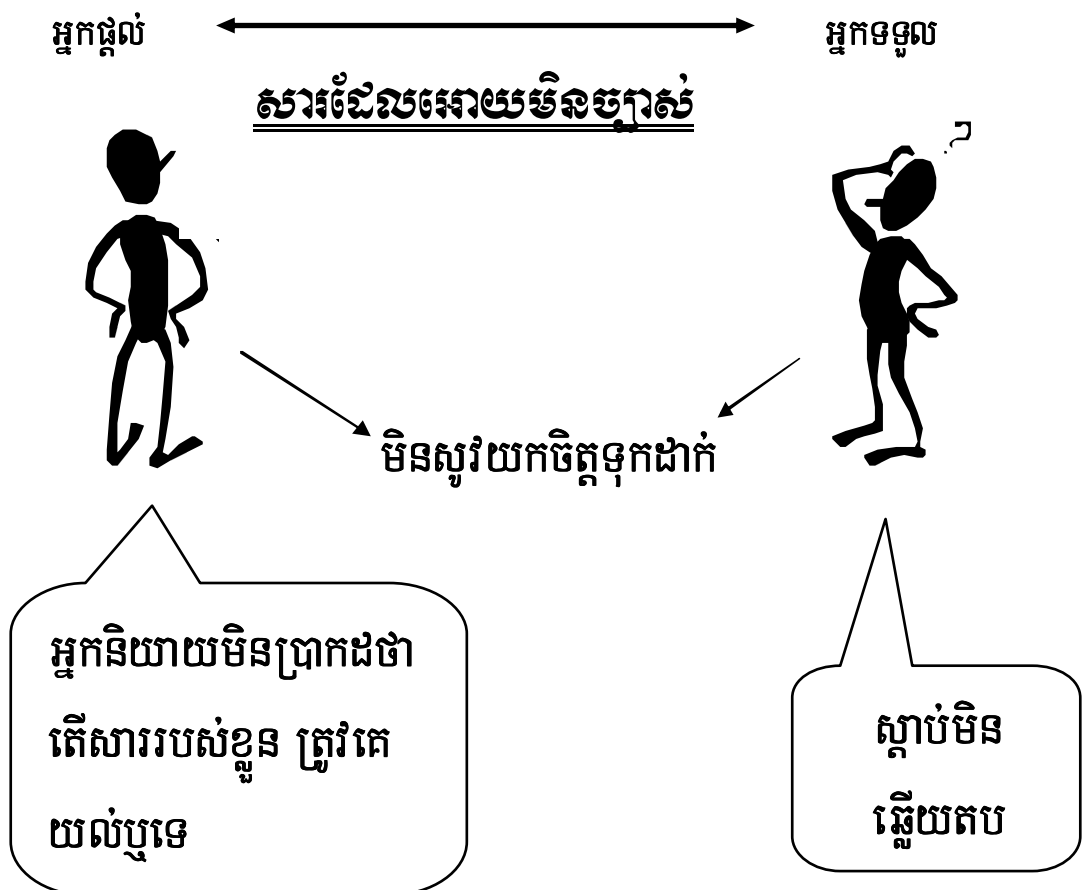 អ្នកផ្ដល់
អ្នកទទួល
សារដែលអោយមិនច្បាស់
?
មិនសូវយកចិត្តទុកដាក់
អ្នកនិយាយមិនប្រាកដថា
តើសាររបស់ខ្លួន ត្រូវគេ
យល់ឬទេ
ស្ដាប់មិន
ឆ្លើយតប